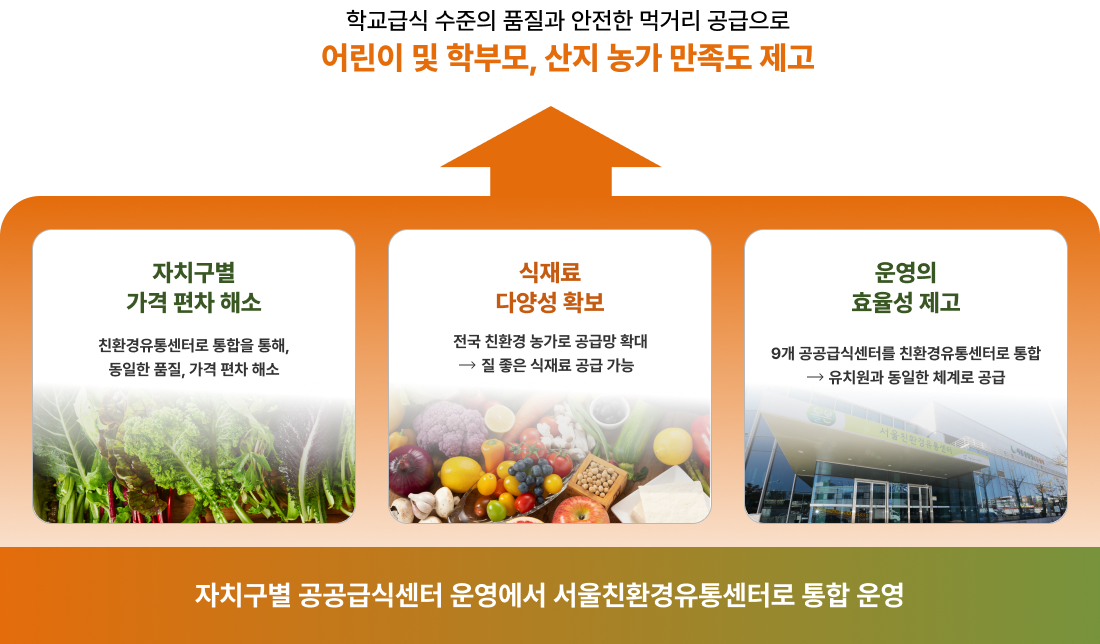 학교급식 수준의 품질과 안전한 먹거리 공급으로
어린이 및 학부모, 산지 농가 만족도 제고
자치구별
가격 편차 해소
친환경유통센터로 통합을 통해,
동일한 품질, 가격 편차 해소
식재료
다양성 확보
전국 친환경 농가로 공급망 확대
→ 질 좋은 식재료 공급 가능
운영의
효율성 제고
9개 공공급식센터를 친환경유통센터로 통합
→ 유치원과 동일한 체계로 공급
자치구별 공공급식센터 운영에서 서울친환경유통센터로 통합 운영